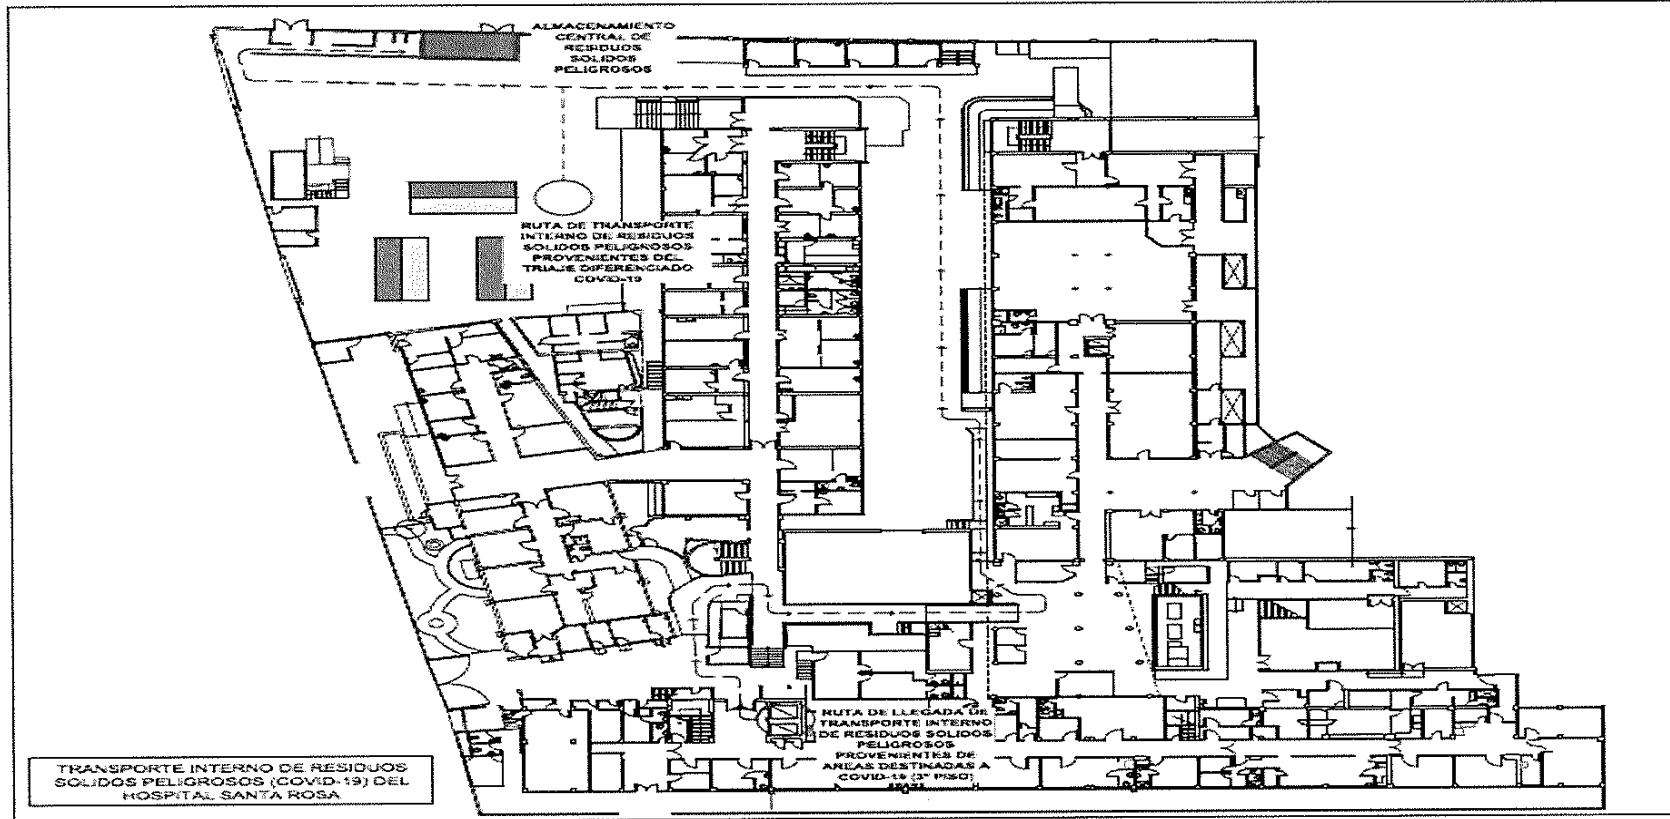 ALMACENAMIENTO
CENTRAL DE
RESIDUOS
SOLIDOS
PELIGROSOS
RUTA DE TRANSPORTE
INTERNO DE RESIDUOS
SOLIDOS PELIGROSOS
PROVENIENTES DEL
TRIAJE DIFERENCIADO
COVID-19
RUTA DE LLEGADA DE
TRANSPORTE INTERNO
DE RESIDUOS SOLIDOS
PELIGROSOS
PROVENIENTES DE
AREAS DESTINADAS A
COVID-19 (3° PISO)
TRANSPORTE INTERNO DE RESIDUOS
SOLIDOS PELIGROSOS (COVID-19) DEL
HOSPITAL SANTA ROSA